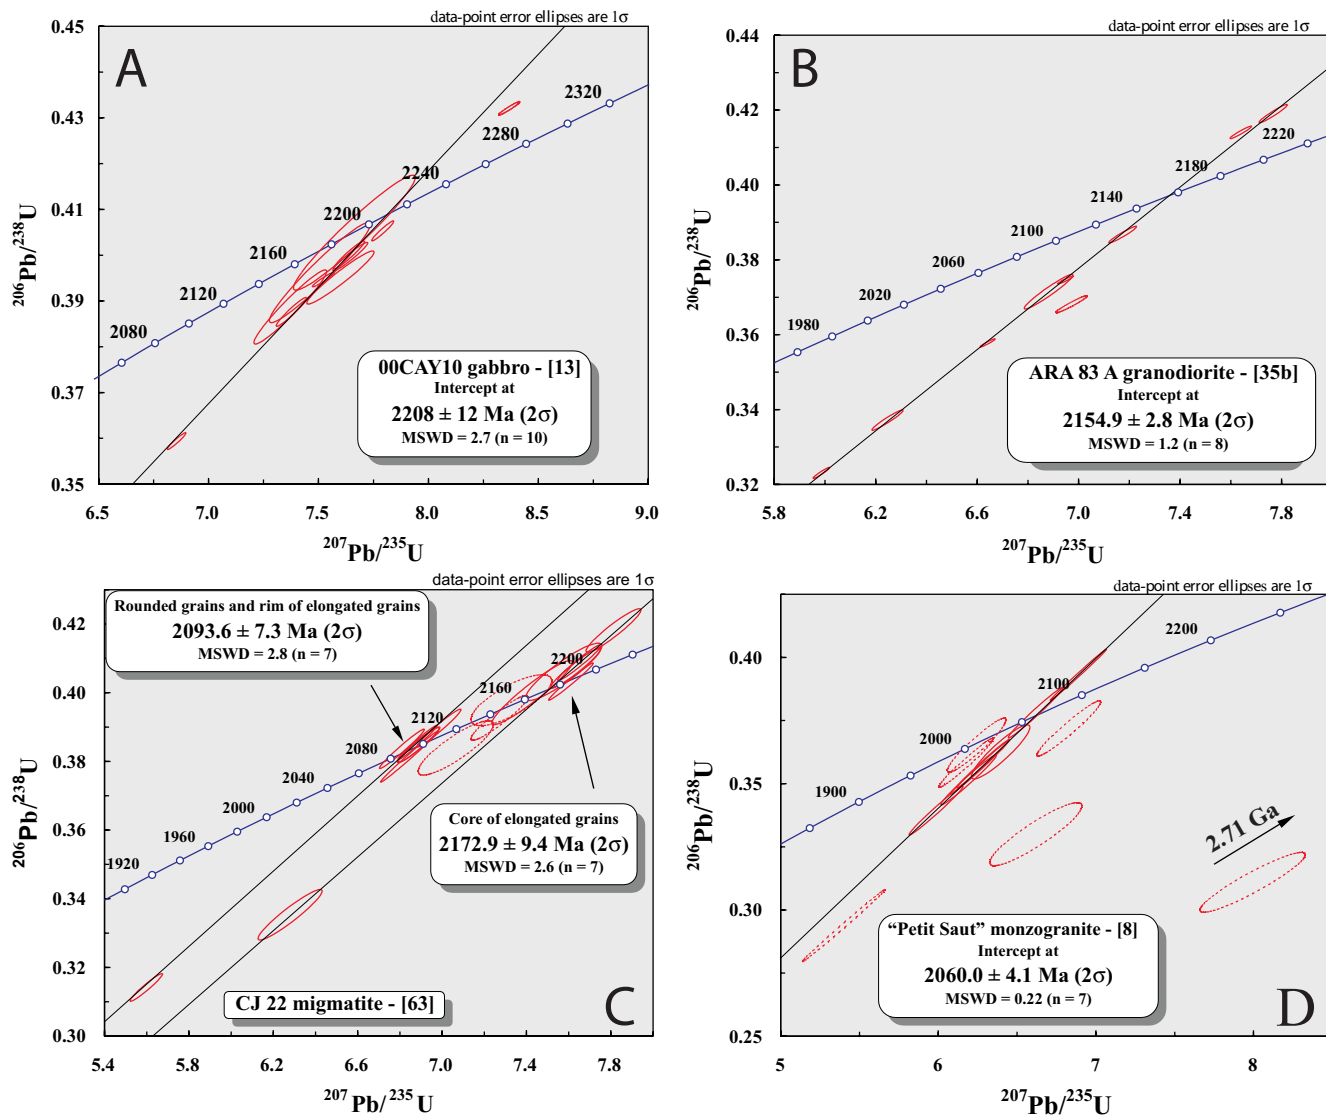 data-point error ellipses are 1σ
A
0.45
0.43
0.41
0.39
0.37
0.35
²⁰⁶Pb/²³⁸U
2080
2120
2160
2200
2240
2280
2320
00CAY10 gabbro - [13]
Intercept at
2208 ± 12 Ma (2σ)
MSWD = 2.7 (n = 10)
6.5 7.0 7.5 8.0 8.5 9.0
²⁰⁷Pb/²³⁵U
data-point error ellipses are 1σ
B
0.44
0.42
0.40
0.38
0.36
0.34
0.32
²⁰⁶Pb/²³⁸U
1980
2020
2060
2100
2140
2180
2220
ARA 83 A granodiorite - [35b]
Intercept at
2154.9 ± 2.8 Ma (2σ)
MSWD = 1.2 (n = 8)
5.8 6.2 6.6 7.0 7.4 7.8
²⁰⁷Pb/²³⁵U
data-point error ellipses are 1σ
Rounded grains and rim of elongated grains
2093.6 ± 7.3 Ma (2σ)
MSWD = 2.8 (n = 7)
0.42
0.40
0.38
0.36
0.34
0.32
0.30
²⁰⁶Pb/²³⁸U
1920
1960
2000
2040
2080
2120
2160
2200
Core of elongated grains
2172.9 ± 9.4 Ma (2σ)
MSWD = 2.6 (n = 7)
CJ 22 migmatite - [63]
C
5.4 5.8 6.2 6.6 7.0 7.4 7.8
²⁰⁷Pb/²³⁵U
data-point error ellipses are 1σ
0.40
0.35
0.30
0.25
²⁰⁶Pb/²³⁸U
1900
2000
2100
2200
2.71 Ga
“Petit Saut” monzogranite - [8]
Intercept at
2060.0 ± 4.1 Ma (2σ)
MSWD = 0.22 (n = 7)
D
5 6 7 8
²⁰⁷Pb/²³⁵U